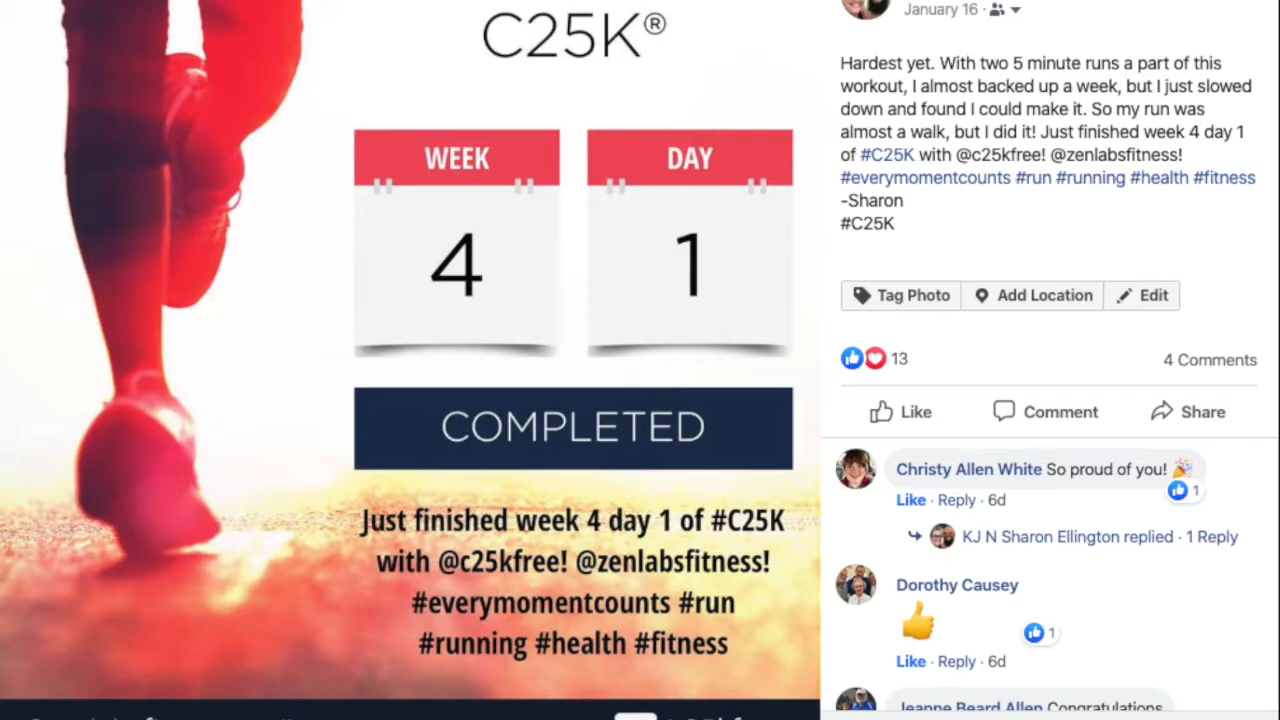 C25K®
WEEK
DAY
4
1
COMPLETED
Just finished week 4 day 1 of #C25K
with @c25kfree! @zenlabsfitness!
#everymomentcounts #run
#running #health #fitness
January 16 ·
Hardest yet. With two 5 minute runs a part of this
workout, I almost backed up a week, but I just slowed
down and found I could make it. So my run was
almost a walk, but I did it! Just finished week 4 day 1
of #C25K with @c25kfree! @zenlabsfitness!
#everymomentcounts #run #running #health #fitness
-Sharon
#C25K
Tag Photo Add Location Edit
13 4 Comments
Like Comment Share
Christy Allen White So proud of you! 🎉
1
Like · Reply · 6d
KJ N Sharon Ellington replied · 1 Reply
Dorothy Causey
👍
1
Like · Reply · 6d
Jeanne Beard Allen Congratulations